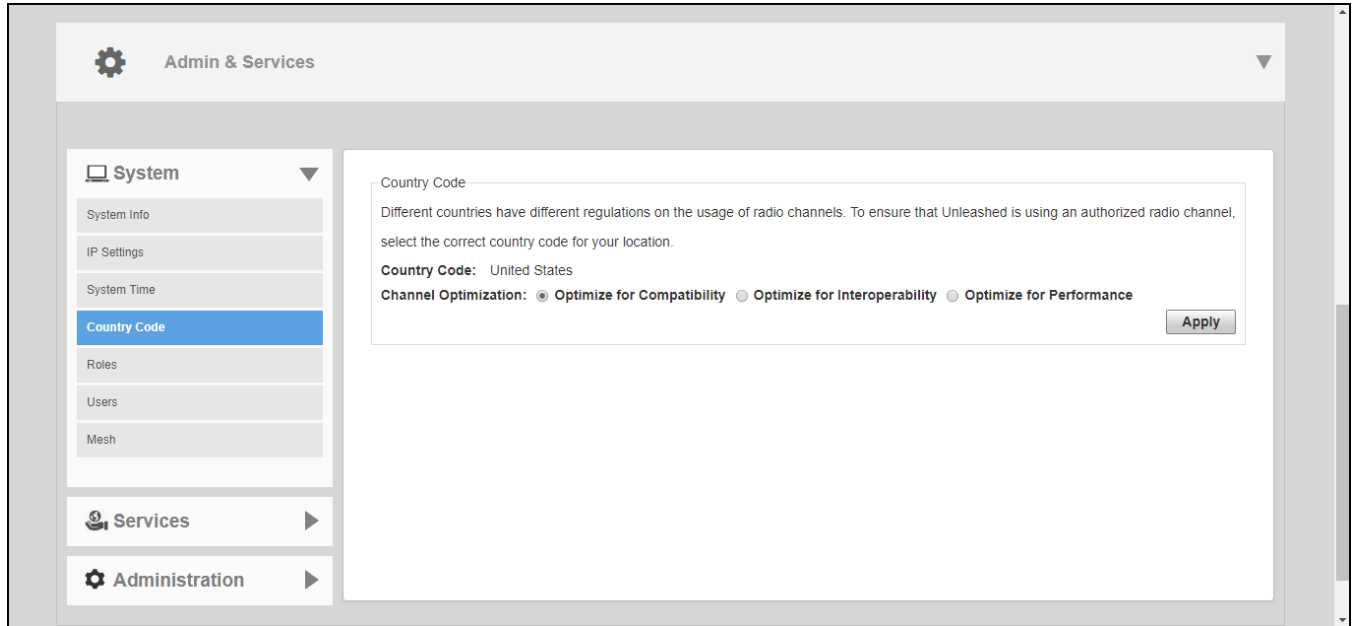 Admin & Services
System
System Info
IP Settings
System Time
Country Code
Roles
Users
Mesh
Services
Administration
Country Code
Different countries have different regulations on the usage of radio channels. To ensure that Unleashed is using an authorized radio channel,
select the correct country code for your location.
Country Code: United States
Channel Optimization: Optimize for Compatibility Optimize for Interoperability Optimize for Performance
Apply